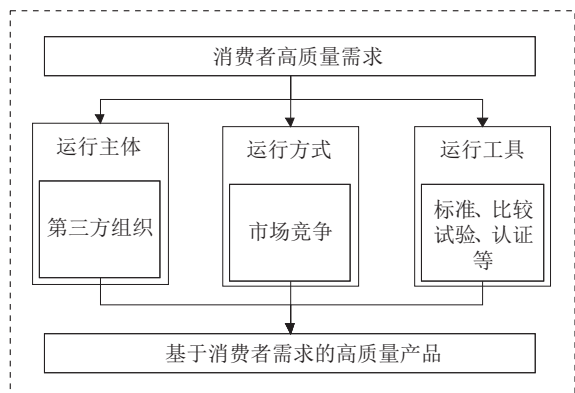 消费者高质量需求
运行主体
运行方式
运行工具
第三方组织
市场竞争
标准、比较
试验、认证
等
基于消费者需求的高质量产品